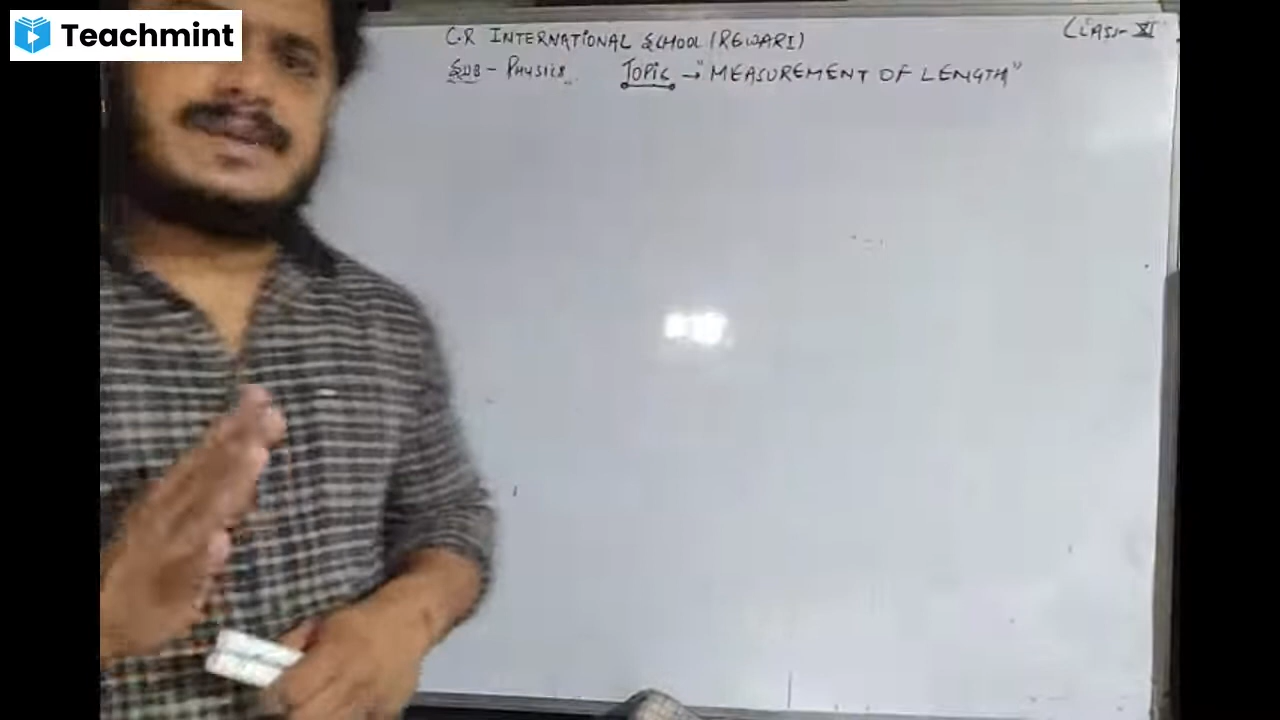 Teachmint
C.R INTERNATIONAL SCHOOL (REWARI)
CLASS- XI
SUB - PHYSICS TOPIC → "MEASUREMENT OF LENGTH"